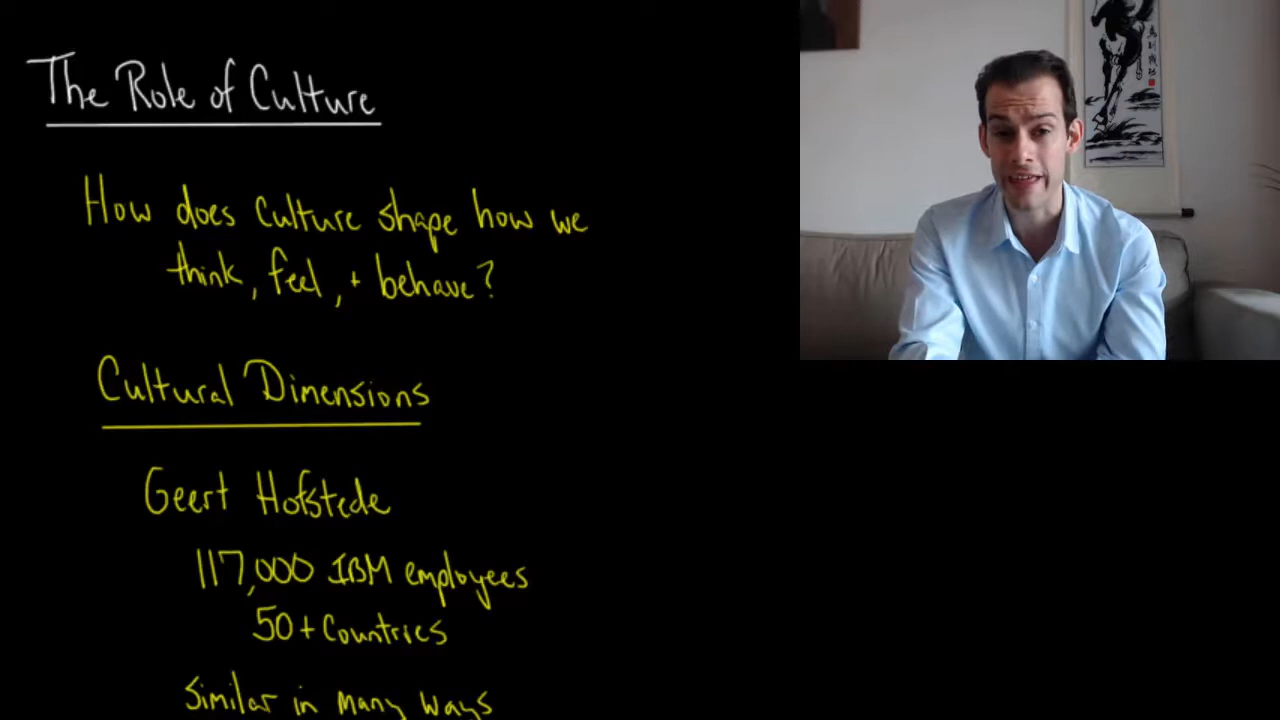 The Role of Culture
How does culture shape how we
think, feel, + behave?
Cultural Dimensions
Geert Hofstede
117,000 IBM employees
50+ Countries
Similar in many ways